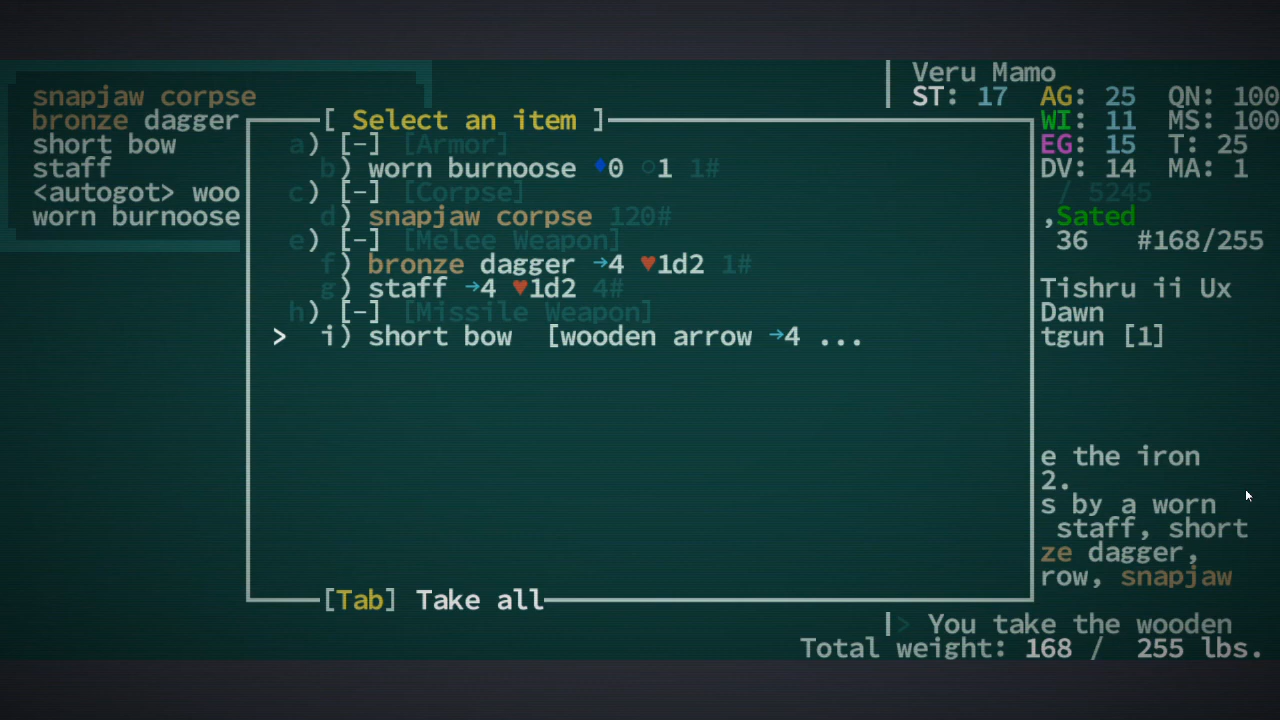 snapjaw corpse
bronze dagger
short bow
staff
<autogot> woo
worn burnoose
[ Select an item ]
a) [-] [Armor]
b) worn burnoose ♦0 ○1 1#
c) [-] [Corpse]
d) snapjaw corpse 120#
e) [-] [Melee Weapon]
f) bronze dagger →4 ♥1d2 1#
g) staff →4 ♥1d2 4#
h) [-] [Missile Weapon]
> i) short bow [wooden arrow →4 ...
[Tab] Take all
Veru Mamo
ST: 17 AG: 25 QN: 100
WI: 11 MS: 100
EG: 15 T: 25
DV: 14 MA: 1
/ 5245
,Sated
36 #168/255
Tishru ii Ux
Dawn
tgun [1]
e the iron
2.
s by a worn
staff, short
ze dagger,
row, snapjaw
> You take the wooden
Total weight: 168 / 255 lbs.